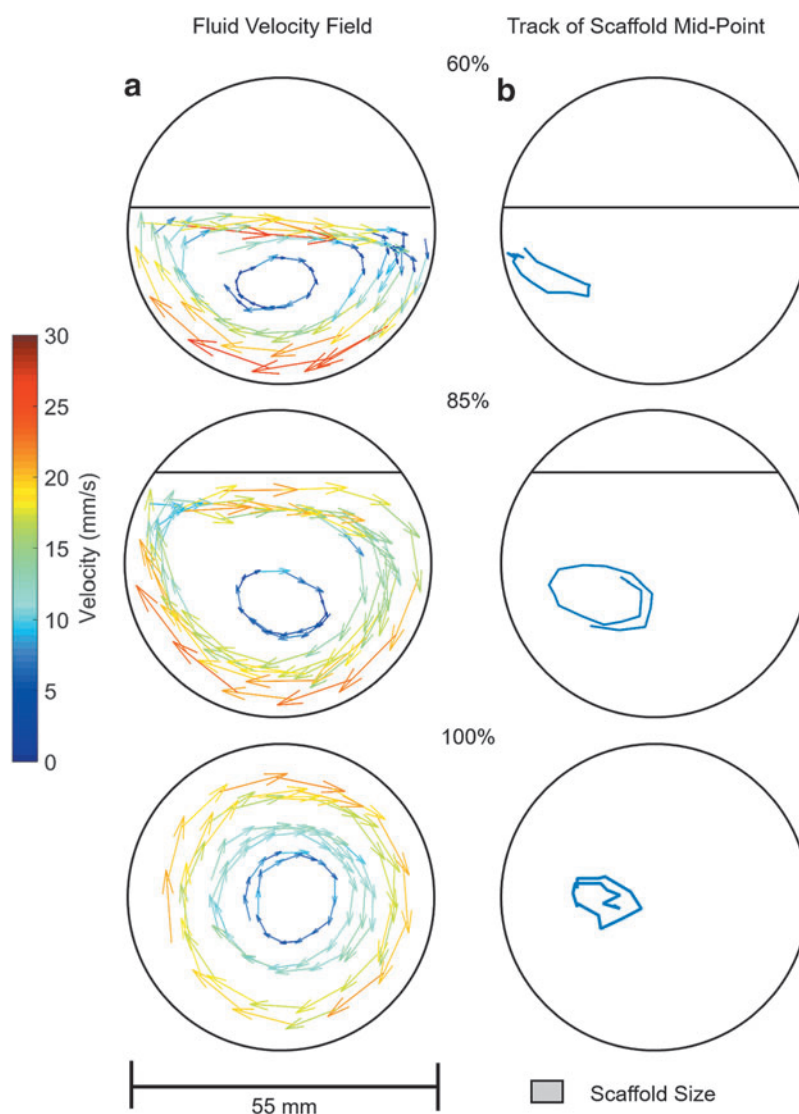 Fluid Velocity Field
Track of Scaffold Mid-Point
60%
a
b
85%
30
25
20
15
10
5
0
Velocity (mm/s)
100%
55 mm
Scaffold Size